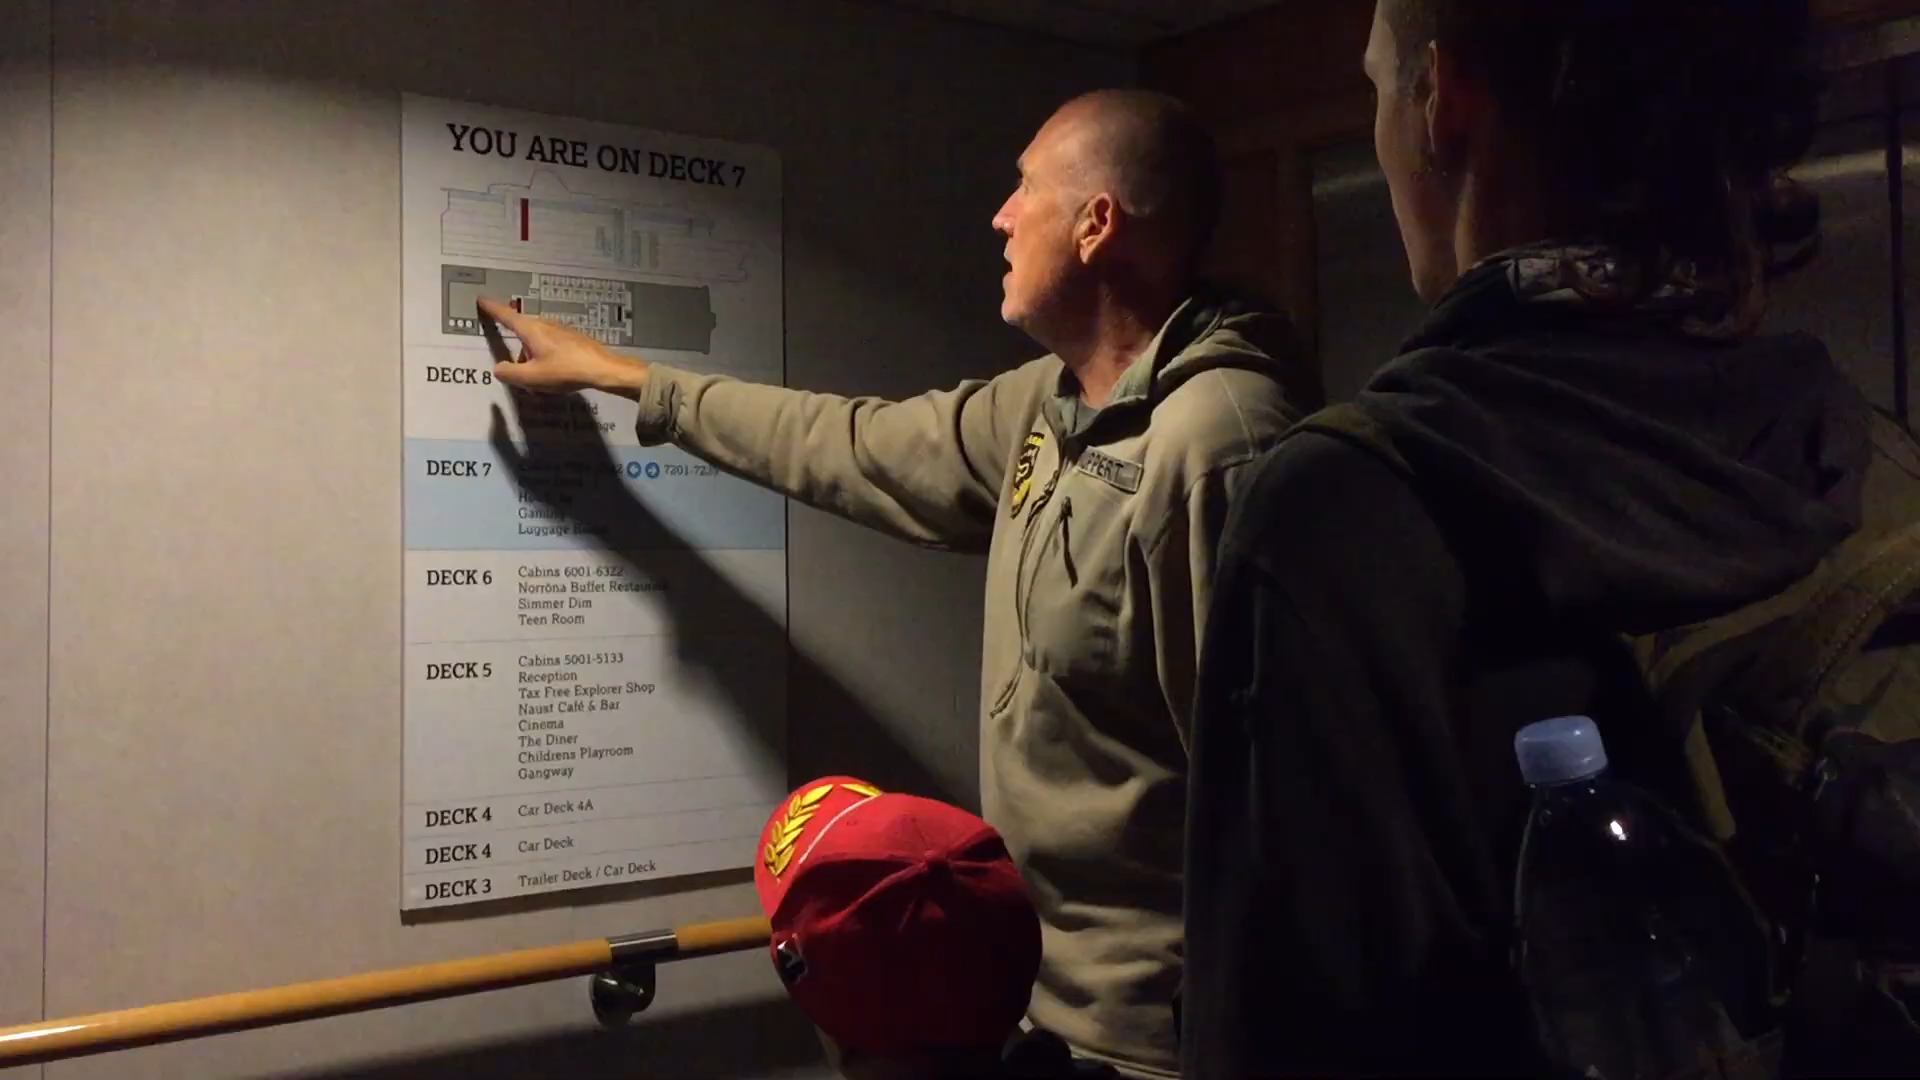 YOU ARE ON DECK 7
DECK 8
DECK 7
7201-
Gaming
Luggage
DECK 6
Cabins 6001-6322
Norröna Buffet Restaurant
Simmer Dim
Teen Room
DECK 5
Cabins 5001-5133
Reception
Tax Free Explorer Shop
Naust Café & Bar
Cinema
The Diner
Childrens Playroom
Gangway
DECK 4
Car Deck 4A
DECK 4
Car Deck
DECK 3
Trailer Deck / Car Deck